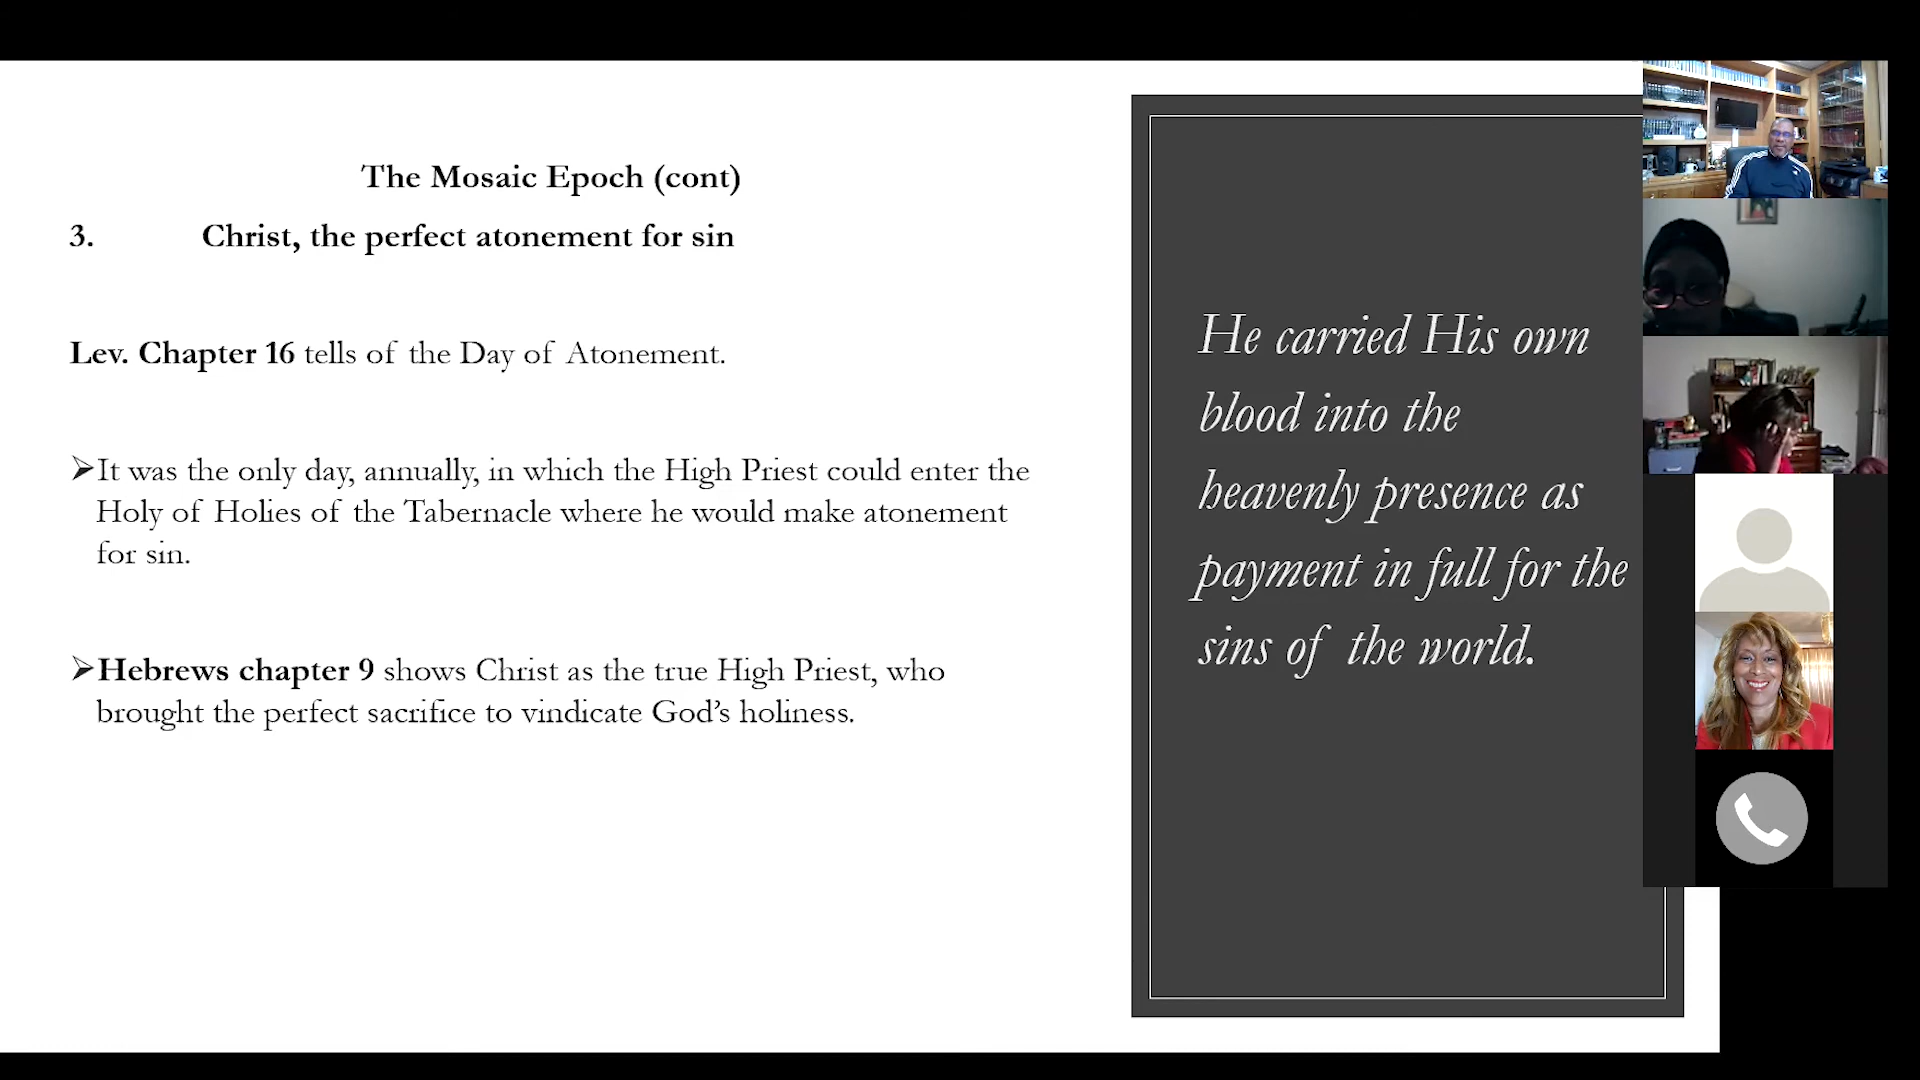 The Mosaic Epoch (cont)
3. Christ, the perfect atonement for sin
Lev. Chapter 16 tells of the Day of Atonement.
➢It was the only day, annually, in which the High Priest could enter the
Holy of Holies of the Tabernacle where he would make atonement
for sin.
➢Hebrews chapter 9 shows Christ as the true High Priest, who
brought the perfect sacrifice to vindicate God’s holiness.
He carried His own
blood into the
heavenly presence as
payment in full for the
sins of the world.